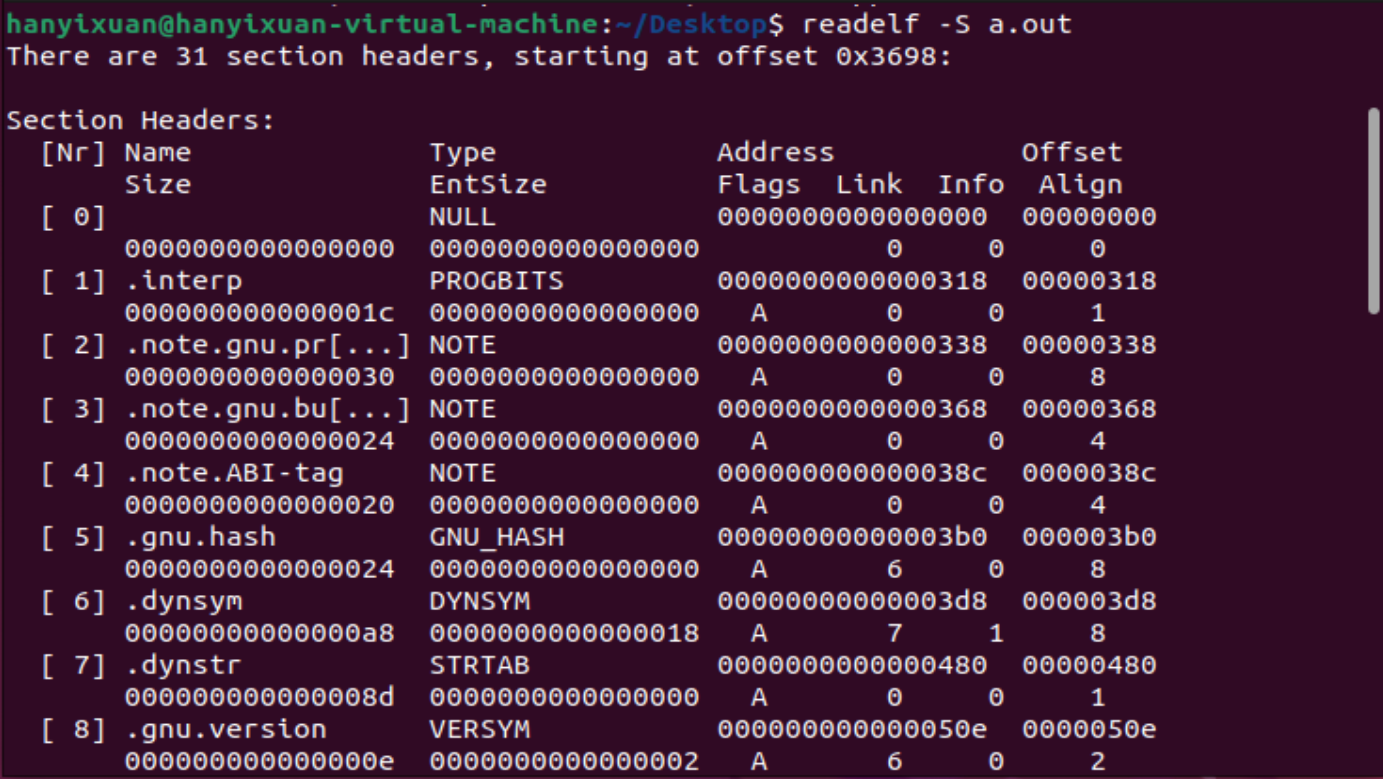 hanyixuan@hanyixuan-virtual-machine:~/Desktop$ readelf -S a.out
There are 31 section headers, starting at offset 0x3698:

Section Headers:
  [Nr] Name              Type             Address           Offset
       Size              EntSize          Flags  Link  Info  Align
  [ 0]                   NULL             0000000000000000  00000000
       0000000000000000  0000000000000000           0     0     0
  [ 1] .interp           PROGBITS         0000000000000318  00000318
       000000000000001c  0000000000000000   A       0     0     1
  [ 2] .note.gnu.pr[...] NOTE             0000000000000338  00000338
       0000000000000030  0000000000000000   A       0     0     8
  [ 3] .note.gnu.bu[...] NOTE             0000000000000368  00000368
       0000000000000024  0000000000000000   A       0     0     4
  [ 4] .note.ABI-tag     NOTE             000000000000038c  0000038c
       0000000000000020  0000000000000000   A       0     0     4
  [ 5] .gnu.hash         GNU_HASH         00000000000003b0  000003b0
       0000000000000024  0000000000000000   A       6     0     8
  [ 6] .dynsym           DYNSYM           00000000000003d8  000003d8
       00000000000000a8  0000000000000018   A       7     1     8
  [ 7] .dynstr           STRTAB           0000000000000480  00000480
       000000000000008d  0000000000000000   A       0     0     1
  [ 8] .gnu.version      VERSYM           000000000000050e  0000050e
       000000000000000e  0000000000000002   A       6     0     2